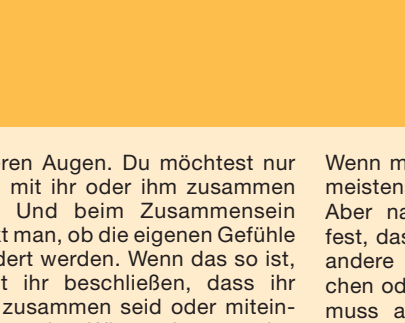 ren Augen. Du möchtest nur
mit ihr oder ihm zusammen
Und beim Zusammensein
t man, ob die eigenen Gefühle
dert werden. Wenn das so ist,
t ihr beschließen, dass ihr
zusammen seid oder mitein-
Wenn m
meisten
Aber na
fest, das
andere
chen od
muss a